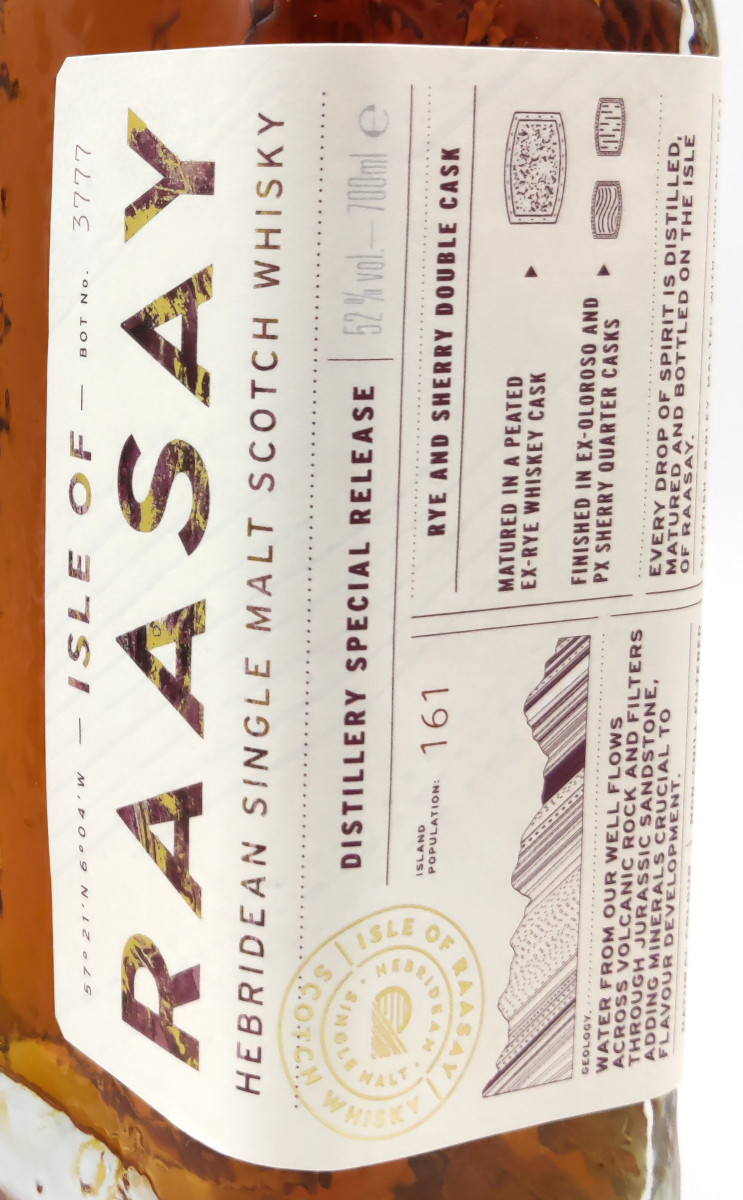 57° 21' N 6° 04' W — ISLE OF — BOT No. 3777
RAASAY
HEBRIDEAN SINGLE MALT SCOTCH WHISKY
DISTILLERY SPECIAL RELEASE
52% vol. — 700ml e
ISLE OF RAASAY
SCOTCH WHISKY
HEBRIDEAN
SINGLE MALT
ISLAND
POPULATION: 161
GEOLOGY
WATER FROM OUR WELL FLOWS
ACROSS VOLCANIC ROCK AND FILTERS
THROUGH JURASSIC SANDSTONE,
ADDING MINERALS CRUCIAL TO
FLAVOUR DEVELOPMENT.
RYE AND SHERRY DOUBLE CASK
MATURED IN A PEATED
EX-RYE WHISKEY CASK
FINISHED IN EX-OLOROSO AND
PX SHERRY QUARTER CASKS
EVERY DROP OF SPIRIT IS DISTILLED,
MATURED AND BOTTLED ON THE ISLE
OF RAASAY.